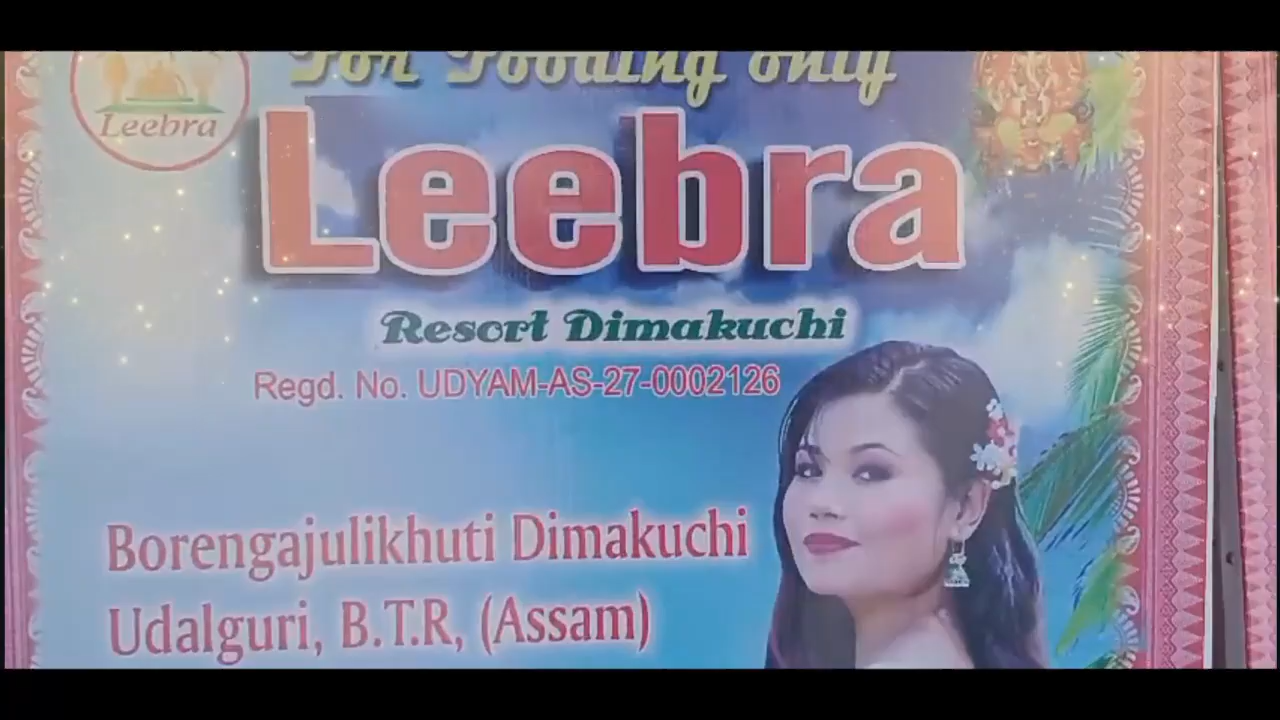 For Fooding only
Leebra
Leebra
Resort Dimakuchi
Regd. No. UDYAM-AS-27-0002126
Borengajulikhuti Dimakuchi
Udalguri, B.T.R, (Assam)